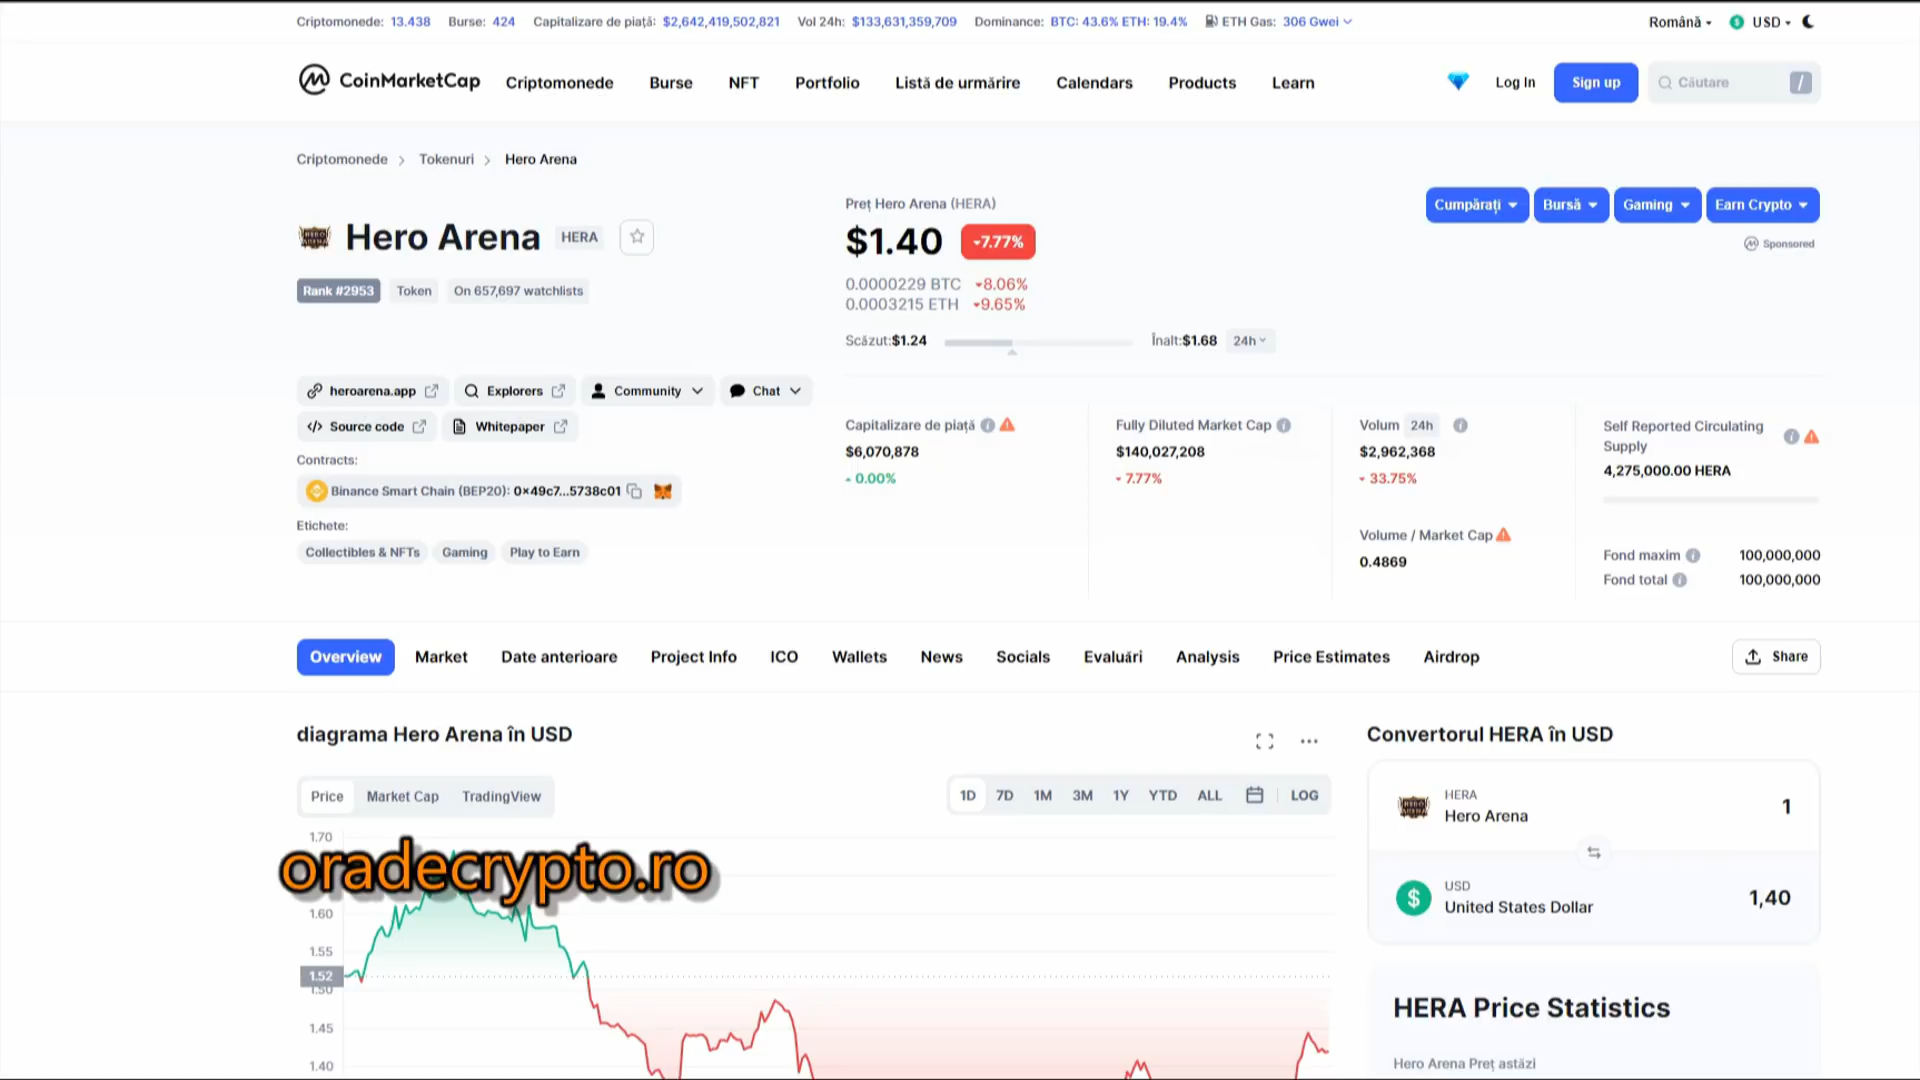 Criptomonede: 13.438 Burse: 424 Capitalizare de piață: $2,642,419,502,821 Vol 24h: $133,631,359,709 Dominance: BTC: 43.6% ETH: 19.4% ETH Gas: 306 Gwei
Română USD
CoinMarketCap Criptomonede Burse NFT Portfolio Listă de urmărire Calendars Products Learn Log In Sign up Căutare /
Criptomonede > Tokenuri > Hero Arena
Hero Arena HERA
Rank #2953 Token On 657,697 watchlists
Preț Hero Arena (HERA)
$1.40 7.77%
0.0000229 BTC 8.06%
0.0003215 ETH 9.65%
Scăzut:$1.24 Înalt:$1.68 24h
Cumpărați Bursă Gaming Earn Crypto
Sponsored
heroarena.app Explorers Community Chat
Source code Whitepaper
Contracts:
Binance Smart Chain (BEP20): 0x49c7...5738c01
Etichete:
Collectibles & NFTs Gaming Play to Earn
Capitalizare de piață
$6,070,878
0.00%
Fully Diluted Market Cap
$140,027,208
7.77%
Volum 24h
$2,962,368
33.75%
Volume / Market Cap
0.4869
Self Reported Circulating
Supply
4,275,000.00 HERA
Fond maxim 100,000,000
Fond total 100,000,000
Overview Market Date anterioare Project Info ICO Wallets News Socials Evaluări Analysis Price Estimates Airdrop Share
diagrama Hero Arena în USD
Price Market Cap TradingView
1D 7D 1M 3M 1Y YTD ALL LOG
1.70
oradecrypto.ro
1.60
1.55
1.52
1.50
1.45
1.40
Convertorul HERA în USD
HERA
Hero Arena 1
USD
United States Dollar 1,40
HERA Price Statistics
Hero Arena Preț astăzi